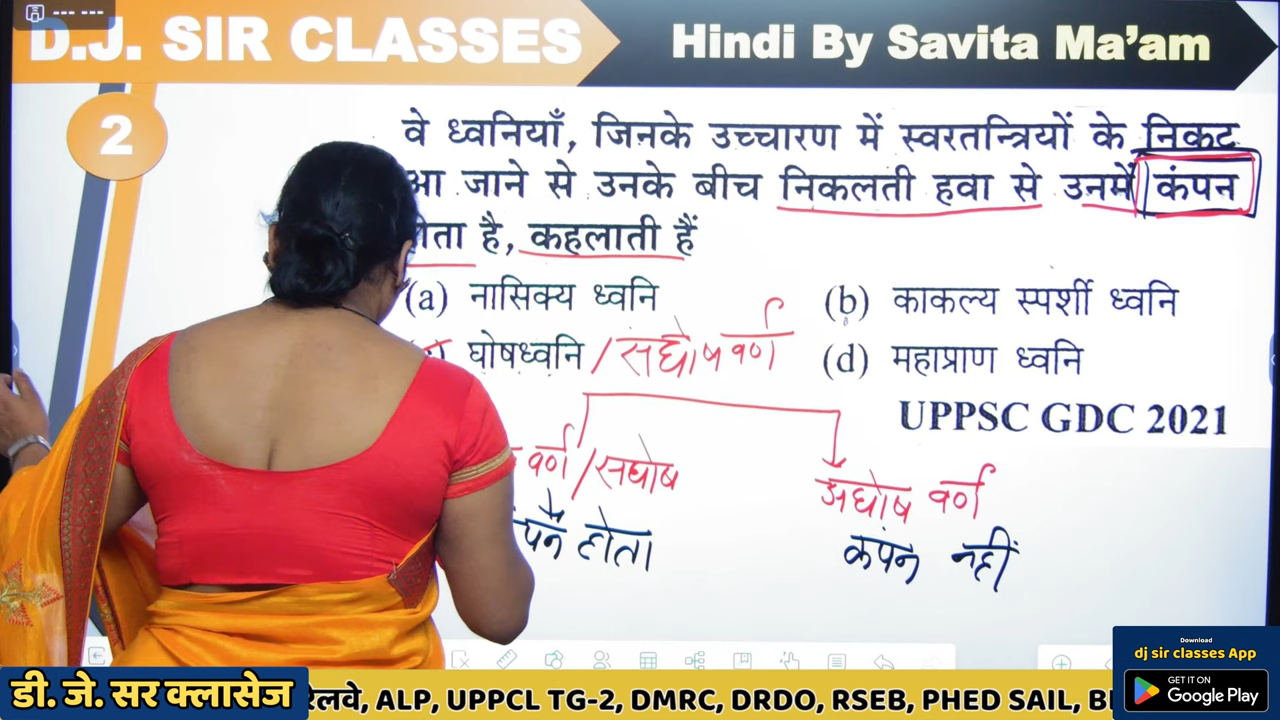 D.J. SIR CLASSES
Hindi By Savita Ma’am
2
वे ध्वनियाँ, जिनके उच्चारण में स्वरतन्त्रियों के निकट
आ जाने से उनके बीच निकलती हवा से उनमें कंपन
होता है, कहलाती हैं
(a) नासिक्य ध्वनि
(b) काकल्य स्पर्शी ध्वनि
घोषध्वनि / सघोष वर्ण
(d) महाप्राण ध्वनि
UPPSC GDC 2021
वर्ण / सघोष
अघोष वर्ण
होता
कंपन नहीं
डी. जे. सर क्लासेज
रेलवे, ALP, UPPCL TG-2, DMRC, DRDO, RSEB, PHED SAIL,
Download
dj sir classes App
GET IT ON
Google Play